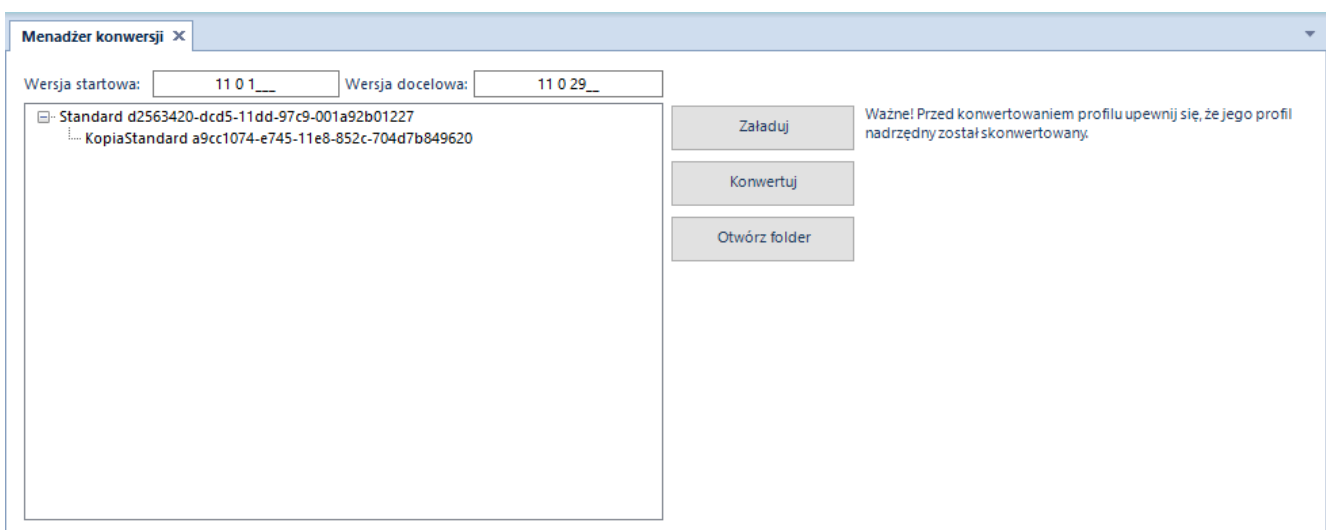 Menadżer konwersji
Wersja startowa: 11 0 1___ Wersja docelowa: 11 0 29__
Standard d2563420-dcd5-11dd-97c9-001a92b01227
KopiaStandard a9cc1074-e745-11e8-852c-704d7b849620
Załaduj
Konwertuj
Otwórz folder
Ważne! Przed konwertowaniem profilu upewnij się, że jego profil
nadrzędny został skonwertowany.